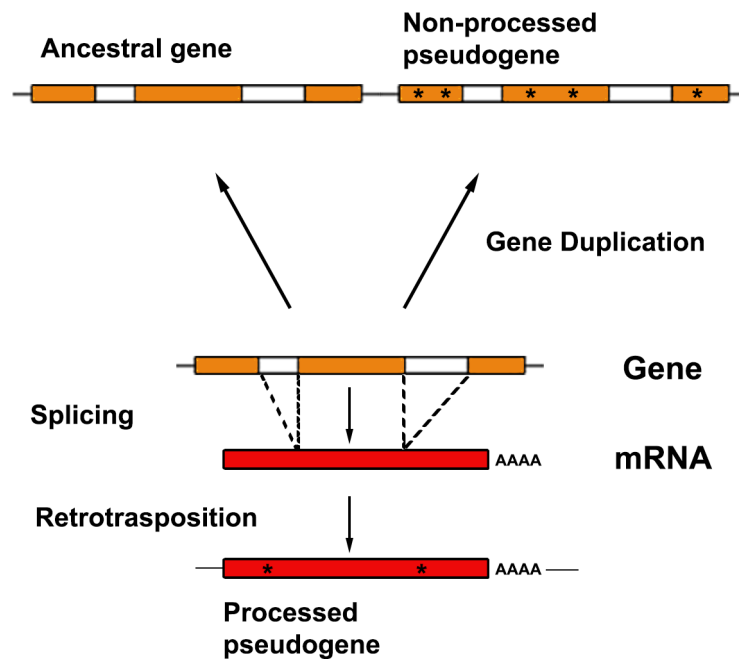 Ancestral gene
Non-processed
pseudogene
* * * * *
Gene Duplication
Gene
Splicing
mRNA
AAAA
Retrotrasposition
* *
AAAA
Processed
pseudogene